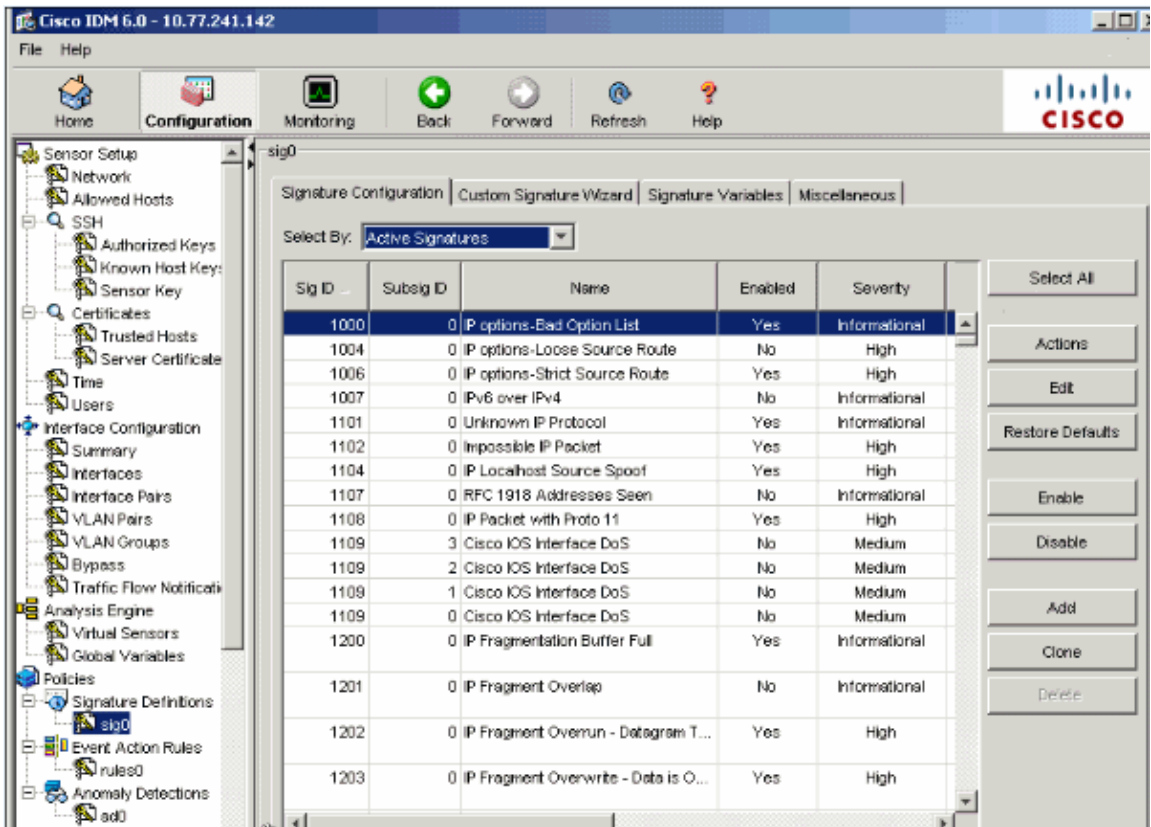 Cisco IDM 6.0 - 10.77.241.142
File Help
Home Configuration Monitoring Back Forward Refresh Help
CISCO
Sensor Setup
Network
Allowed Hosts
SSH
Authorized Keys
Known Host Keys
Sensor Key
Certificates
Trusted Hosts
Server Certificate
Time
Users
Interface Configuration
Summary
Interfaces
Interface Pairs
VLAN Pairs
VLAN Groups
Bypass
Traffic Flow Notificati
Analysis Engine
Virtual Sensors
Global Variables
Policies
Signature Definitions
sig0
Event Action Rules
rules0
Anomaly Detections
ad0
sig0
Signature Configuration Custom Signature Wizard Signature Variables Miscellaneous
Select By: Active Signatures
Sig ID Subsig ID Name Enabled Severity
1000 0 IP options-Bad Option List Yes Informational
1004 0 IP options-Loose Source Route No High
1006 0 IP options-Strict Source Route Yes High
1007 0 IPv6 over IPv4 No Informational
1101 0 Unknown IP Protocol Yes Informational
1102 0 Impossible IP Packet Yes High
1104 0 IP Localhost Source Spoof Yes High
1107 0 RFC 1918 Addresses Seen No Informational
1108 0 IP Packet with Proto 11 Yes High
1109 3 Cisco IOS Interface DoS No Medium
1109 2 Cisco IOS Interface DoS No Medium
1109 1 Cisco IOS Interface DoS No Medium
1109 0 Cisco IOS Interface DoS No Medium
1200 0 IP Fragmentation Buffer Full Yes Informational
1201 0 IP Fragment Overlap No Informational
1202 0 IP Fragment Overrun - Datagram T... Yes High
1203 0 IP Fragment Overwrite - Data is O... Yes High
Select All
Actions
Edit
Restore Defaults
Enable
Disable
Add
Clone
Delete